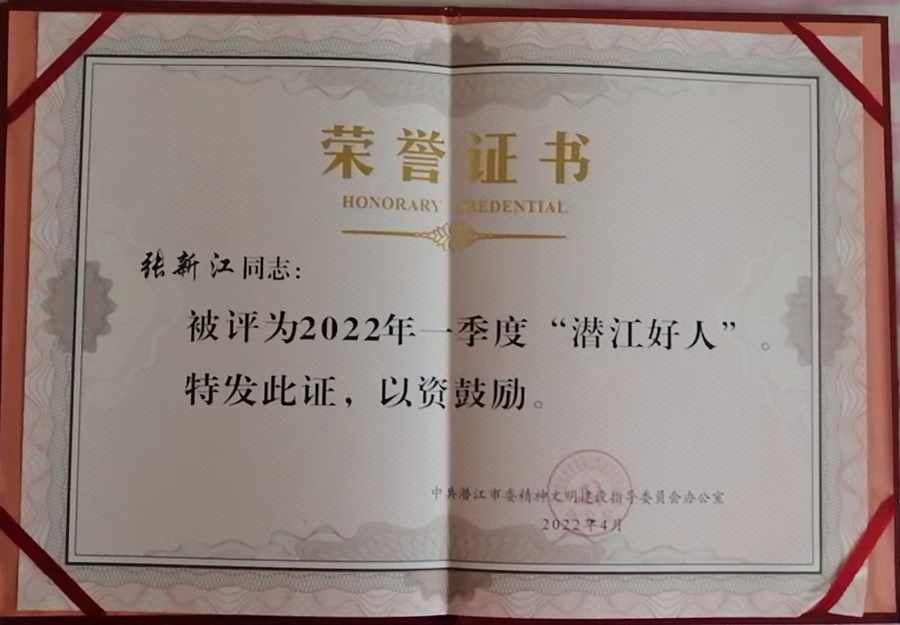 荣誉证书
HONORARY CREDENTIAL
张新江同志：
被评为2022年一季度“潜江好人”。
特发此证，以资鼓励。
中共潜江市委精神文明建设指导委员会办公室
2022年4月